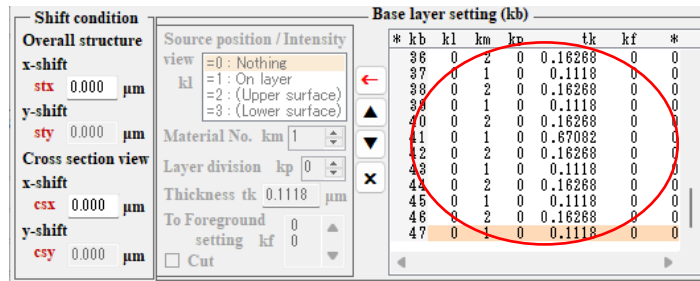 Shift condition
Overall structure
x-shift
stx 0.000 μm
y-shift
sty 0.000 μm
Cross section view
x-shift
csx 0.000 μm
y-shift
csy 0.000 μm
Source position / Intensity
view
kl
=0 : Nothing
=1 : On layer
=2 : (Upper surface)
=3 : (Lower surface)
Material No. km 1
Layer division kp 0
Thickness tk 0.1118 μm
To Foreground
setting kf
0
0
Cut
Base layer setting (kb)
* kb kl km kp tk kf *
36 0 2 0 0.16268 0 0
37 0 1 0 0.1118 0 0
38 0 2 0 0.16268 0 0
39 0 1 0 0.1118 0 0
40 0 2 0 0.16268 0 0
41 0 1 0 0.67082 0 0
42 0 2 0 0.16268 0 0
43 0 1 0 0.1118 0 0
44 0 2 0 0.16268 0 0
45 0 1 0 0.1118 0 0
46 0 2 0 0.16268 0 0
47 0 1 0 0.1118 0 0